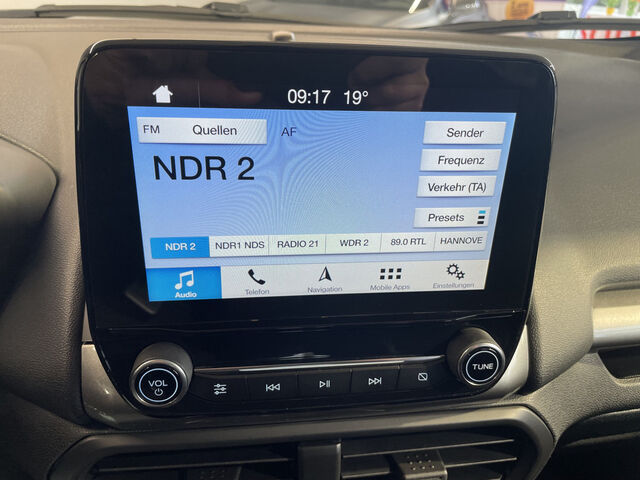 09:17 19°
FM Quellen AF Sender
NDR 2 Frequenz
Verkehr (TA)
Presets
NDR 2 NDR1 NDS RADIO 21 WDR 2 89.0 RTL HANNOVE
Audio Telefon Navigation Mobile Apps Einstellungen
VOL TUNE